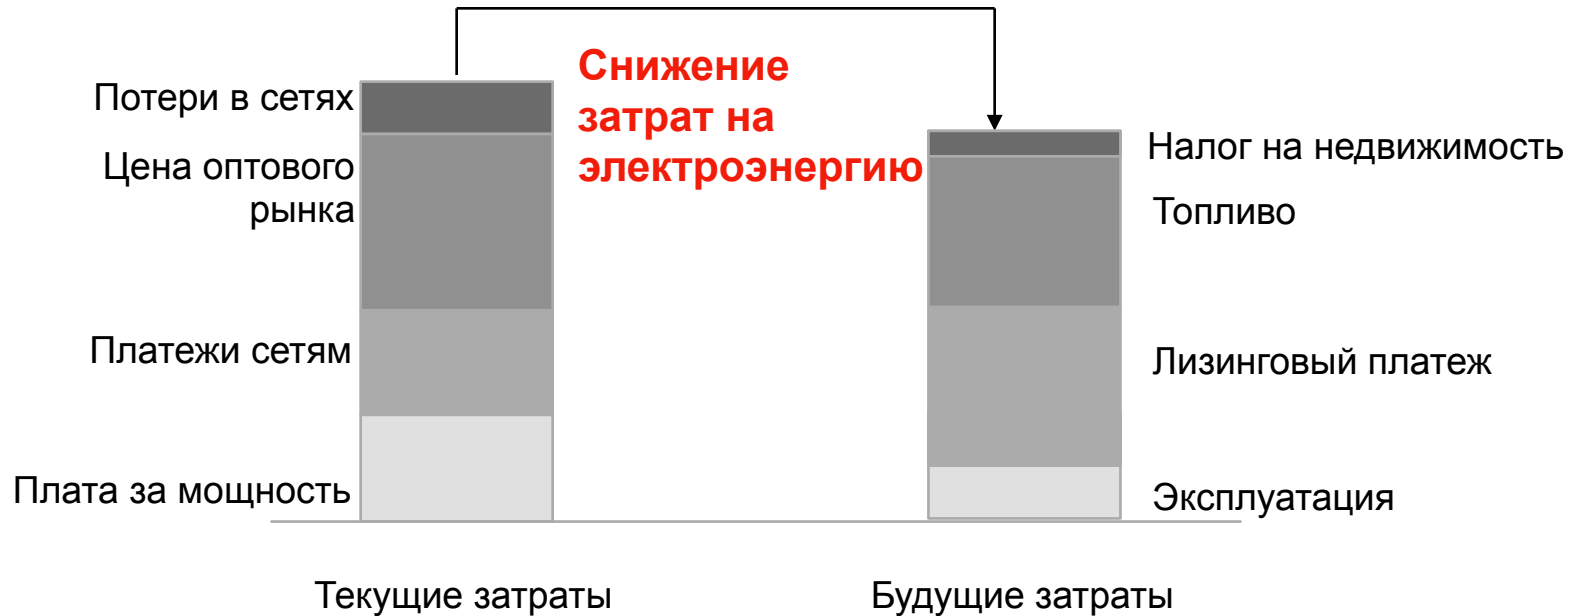 Снижение
затрат на
электроэнергию
Потери в сетях
Цена оптового
рынка
Платежи сетям
Плата за мощность
Налог на недвижимость
Топливо
Лизинговый платеж
Эксплуатация
Текущие затраты
Будущие затраты